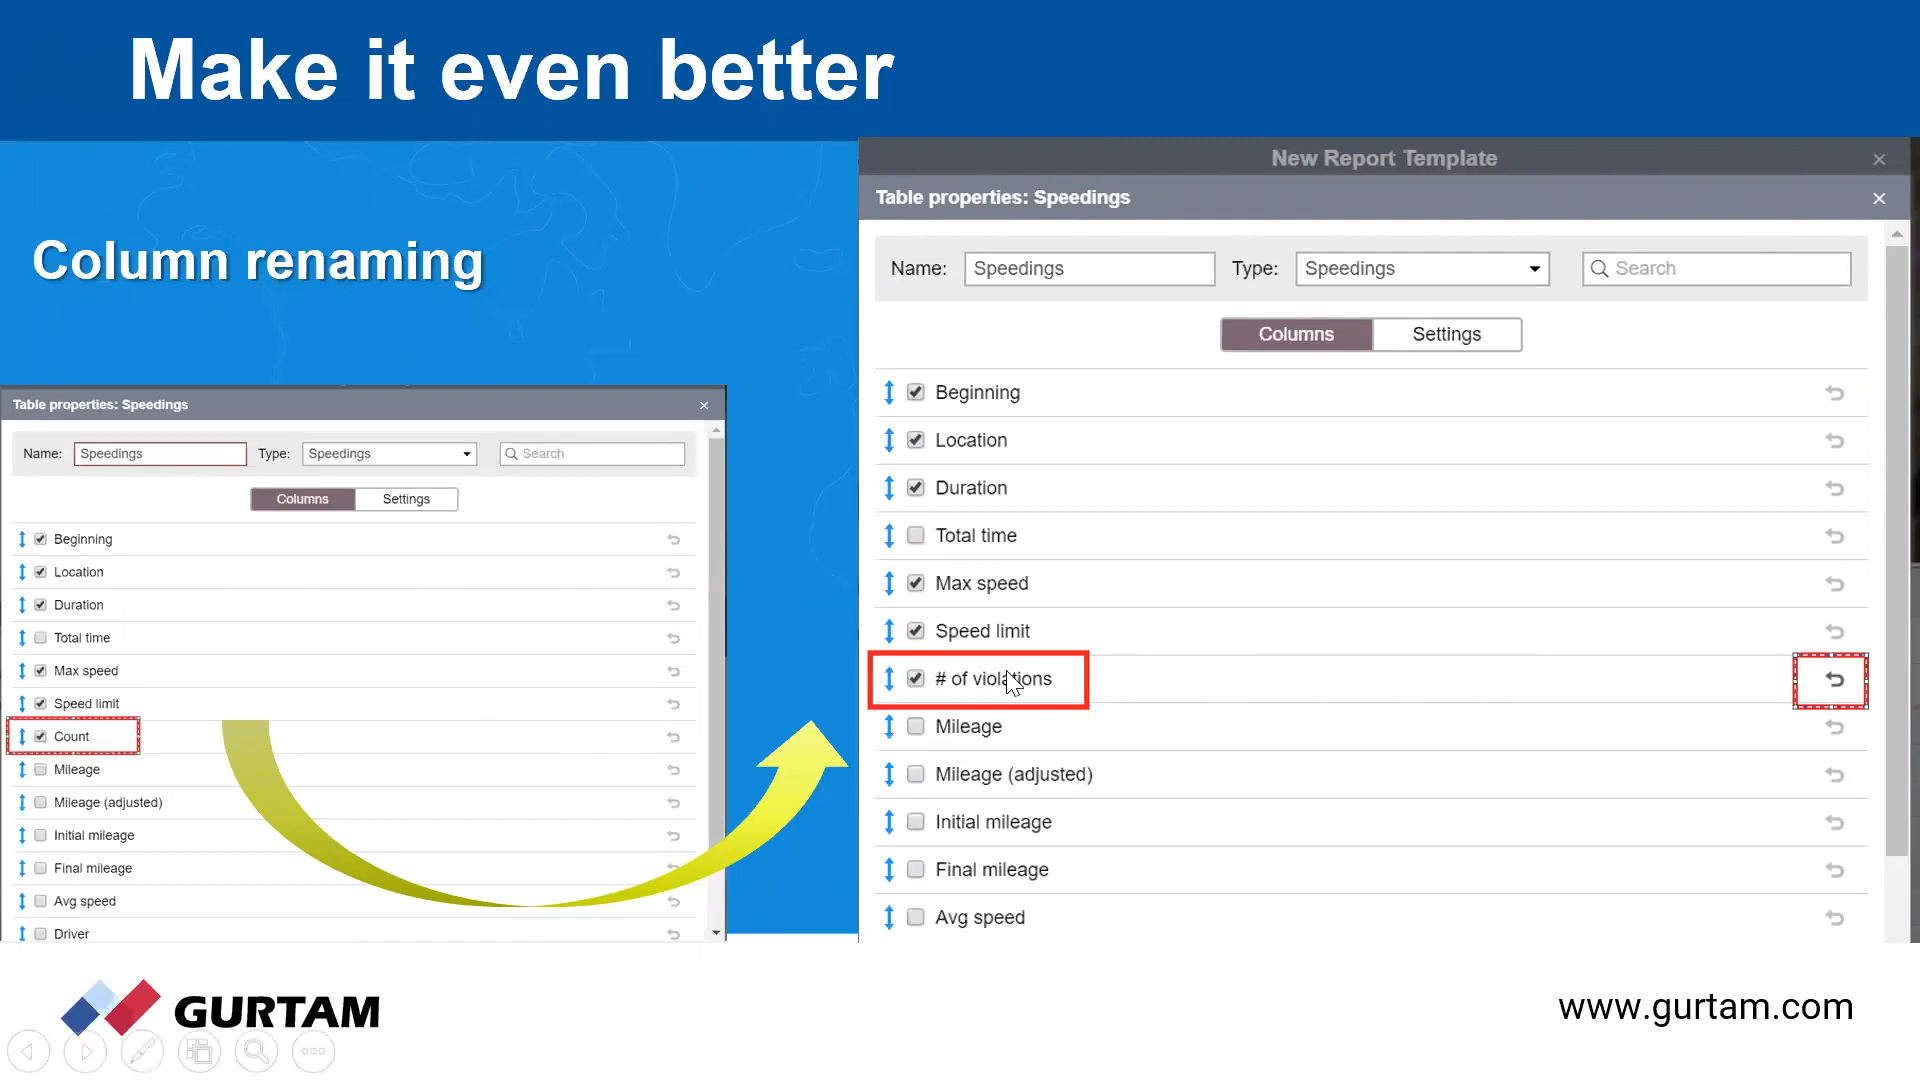 Make it even better
Column renaming
Table properties: Speedings
Name: Speedings Type: Speedings Search
Columns Settings
Beginning
Location
Duration
Total time
Max speed
Speed limit
Count
Mileage
Mileage (adjusted)
Initial mileage
Final mileage
Avg speed
Driver
New Report Template
Table properties: Speedings
Name: Speedings Type: Speedings Search
Columns Settings
Beginning
Location
Duration
Total time
Max speed
Speed limit
# of violations
Mileage
Mileage (adjusted)
Initial mileage
Final mileage
Avg speed
GURTAM
www.gurtam.com